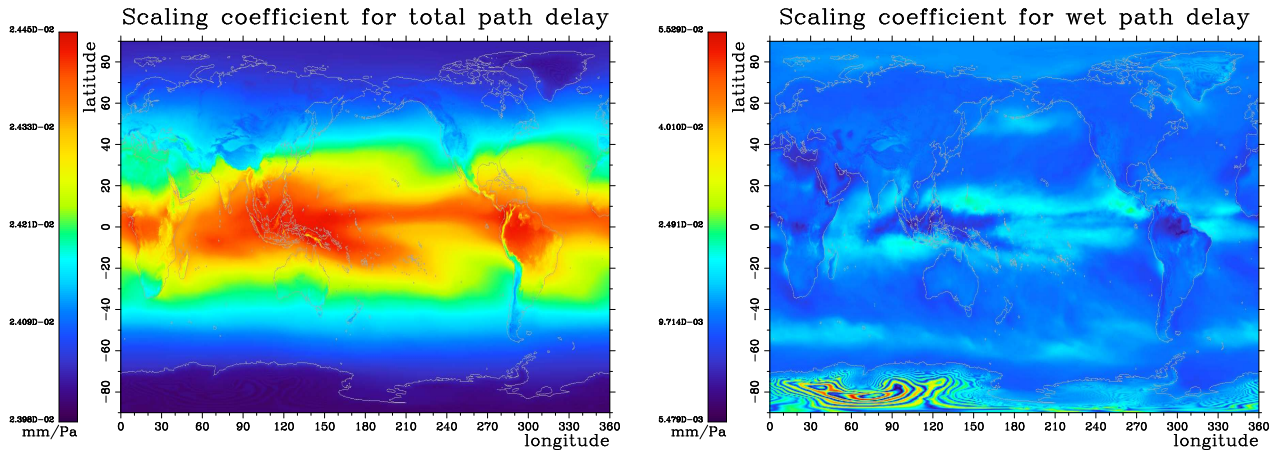 Scaling coefficient for total path delay
2.445D-02
2.433D-02
2.421D-02
2.409D-02
2.398D-02
mm/Pa
latitude
80
60
40
20
0
-20
-40
-60
-80
0 30 60 90 120 150 180 210 240 270 300 330 360
longitude
Scaling coefficient for wet path delay
5.529D-02
4.010D-02
2.491D-02
9.714D-03
5.479D-03
mm/Pa
latitude
80
60
40
20
0
-20
-40
-60
-80
0 30 60 90 120 150 180 210 240 270 300 330 360
longitude